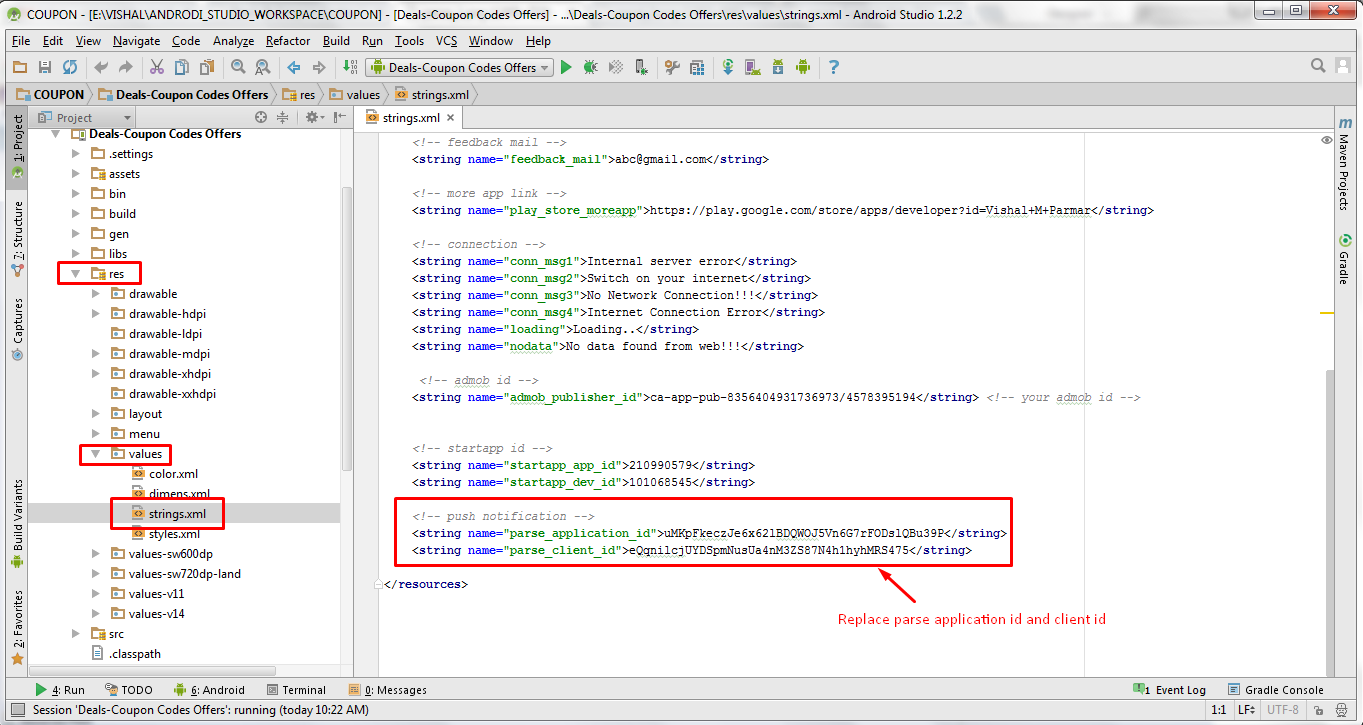 COUPON - [E:\VISHAL\ANDRODI_STUDIO_WORKSPACE\COUPON] - [Deals-Coupon Codes Offers] - ...\Deals-Coupon Codes Offers\res\values\strings.xml - Android Studio 1.2.2
File Edit View Navigate Code Analyze Refactor Build Run Tools VCS Window Help
Deals-Coupon Codes Offers
COUPON Deals-Coupon Codes Offers res values strings.xml
Project
strings.xml
1: Project
7: Structure
Captures
Build Variants
2: Favorites
Deals-Coupon Codes Offers
.settings
assets
bin
build
gen
libs
res
drawable
drawable-hdpi
drawable-ldpi
drawable-mdpi
drawable-xhdpi
drawable-xxhdpi
layout
menu
values
color.xml
dimens.xml
strings.xml
styles.xml
values-sw600dp
values-sw720dp-land
values-v11
values-v14
src
.classpath
<!-- feedback mail -->
<string name="feedback_mail">abc@gmail.com</string>
<!-- more app link -->
<string name="play_store_moreapp">https://play.google.com/store/apps/developer?id=Vishal+M+Parmar</string>
<!-- connection -->
<string name="conn_msg1">Internal server error</string>
<string name="conn_msg2">Switch on your internet</string>
<string name="conn_msg3">No Network Connection!!!</string>
<string name="conn_msg4">Internet Connection Error</string>
<string name="loading">Loading..</string>
<string name="nodata">No data found from web!!!</string>
<!-- admob id -->
<string name="admob_publisher_id">ca-app-pub-8356404931736973/4578395194</string> <!-- your admob id -->
<!-- startapp id -->
<string name="startapp_app_id">210990579</string>
<string name="startapp_dev_id">101068545</string>
<!-- push notification -->
<string name="parse_application_id">uMKpFkeczJe6x62lBDQWOJ5Vn6G7rFODslQBu39P</string>
<string name="parse_client_id">eQqnilcjUYDSpmNusUa4nM3ZS87N4h1hyhMRS475</string>
</resources>
Replace parse application id and client id
m
Maven Projects
Gradle
4: Run TODO 6: Android Terminal 0: Messages 1 Event Log Gradle Console
Session 'Deals-Coupon Codes Offers': running (today 10:22 AM) 1:1 LF UTF-8